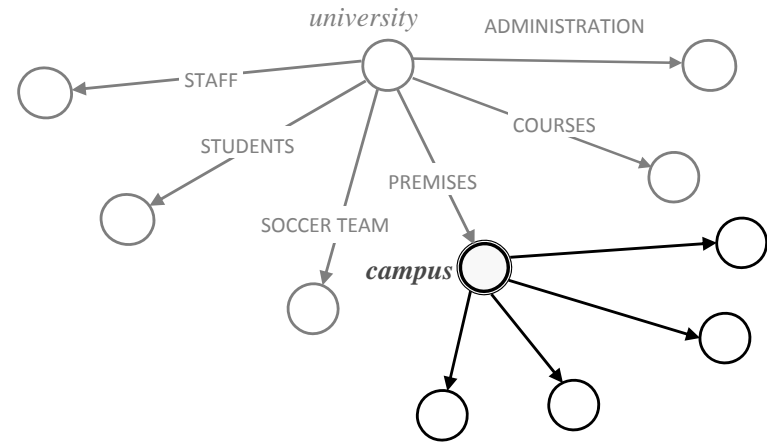 university
ADMINISTRATION
STAFF
COURSES
STUDENTS
PREMISES
SOCCER TEAM
campus